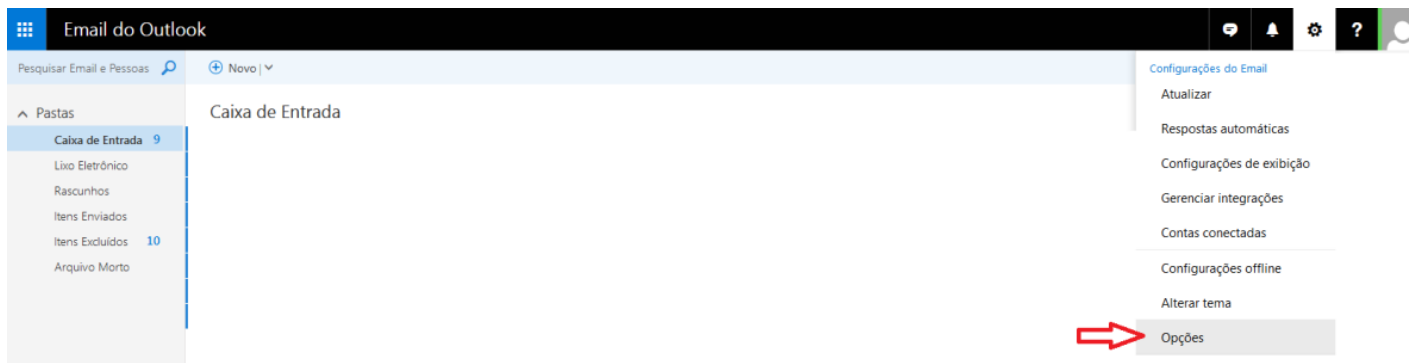 Email do Outlook
?
Pesquisar Email e Pessoas
Novo |
Configurações do Email
Atualizar
Pastas
Caixa de Entrada
Respostas automáticas
Caixa de Entrada 9
Lixo Eletrônico
Configurações de exibição
Rascunhos
Gerenciar integrações
Itens Enviados
Contas conectadas
Itens Excluídos 10
Arquivo Morto
Configurações offline
Alterar tema
Opções